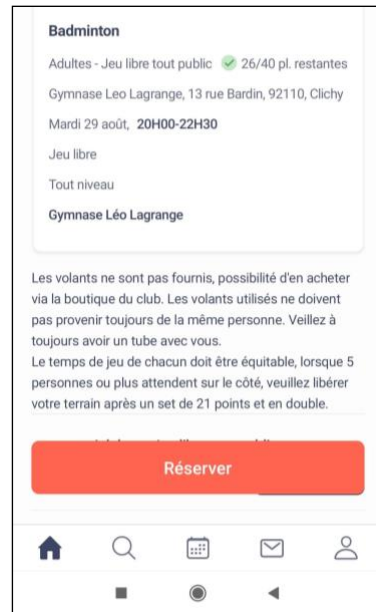 Badminton
Adultes - Jeu libre tout public 26/40 pl. restantes
Gymnase Leo Lagrange, 13 rue Bardin, 92110, Clichy
Mardi 29 août, 20H00-22H30
Jeu libre
Tout niveau
Gymnase Léo Lagrange
Les volants ne sont pas fournis, possibilité d'en acheter
via la boutique du club. Les volants utilisés ne doivent
pas provenir toujours de la même personne. Veillez à
toujours avoir un tube avec vous.
Le temps de jeu de chacun doit être équitable, lorsque 5
personnes ou plus attendent sur le côté, veuillez libérer
votre terrain après un set de 21 points et en double.
Réserver